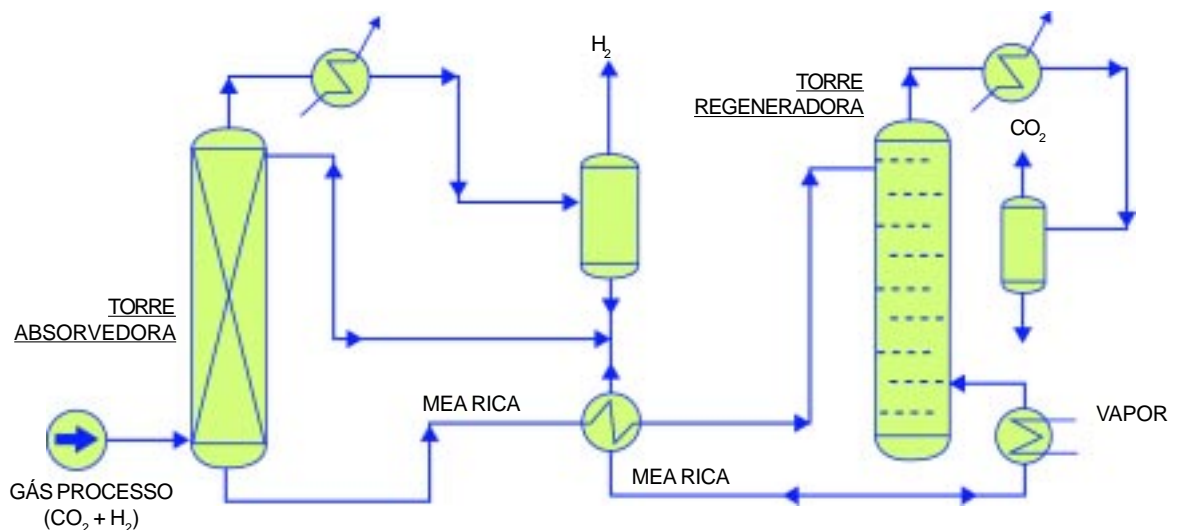 H₂
TORRE
REGENERADORA
CO₂
TORRE
ABSORVEDORA
MEA RICA
VAPOR
MEA RICA
GÁS PROCESSO
(CO₂ + H₂)